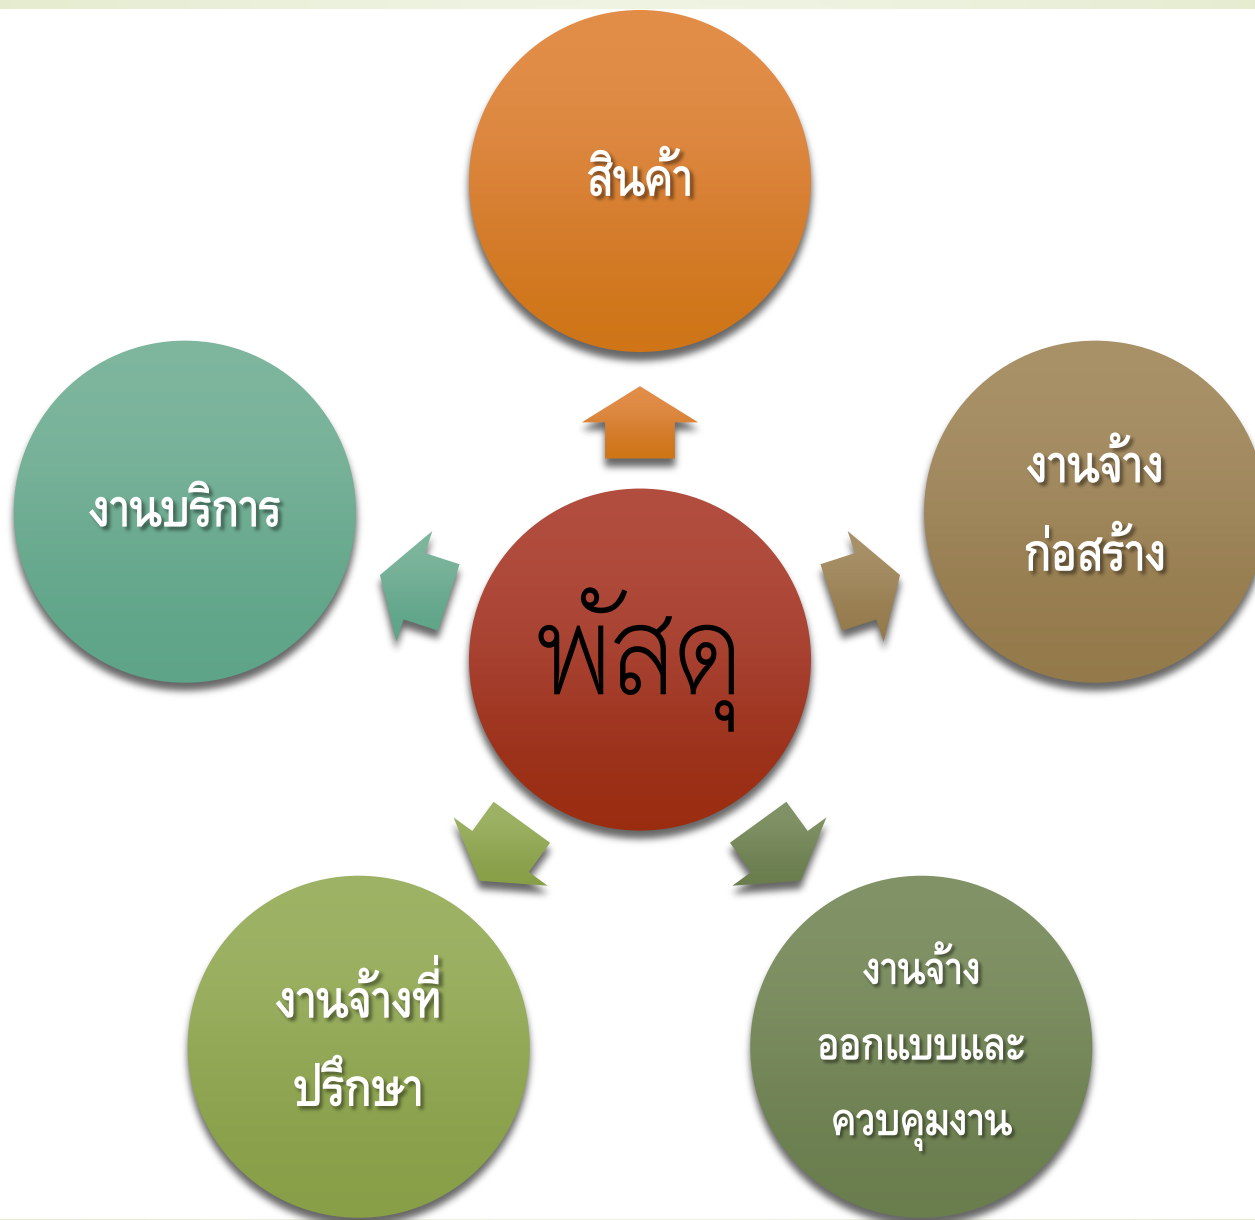 สินค้า
งานจ้าง
ก่อสร้าง
งานบริการ
พัสดุ
งานจ้างที่
ปรึกษา
งานจ้าง
ออกแบบและ
ควบคุมงาน